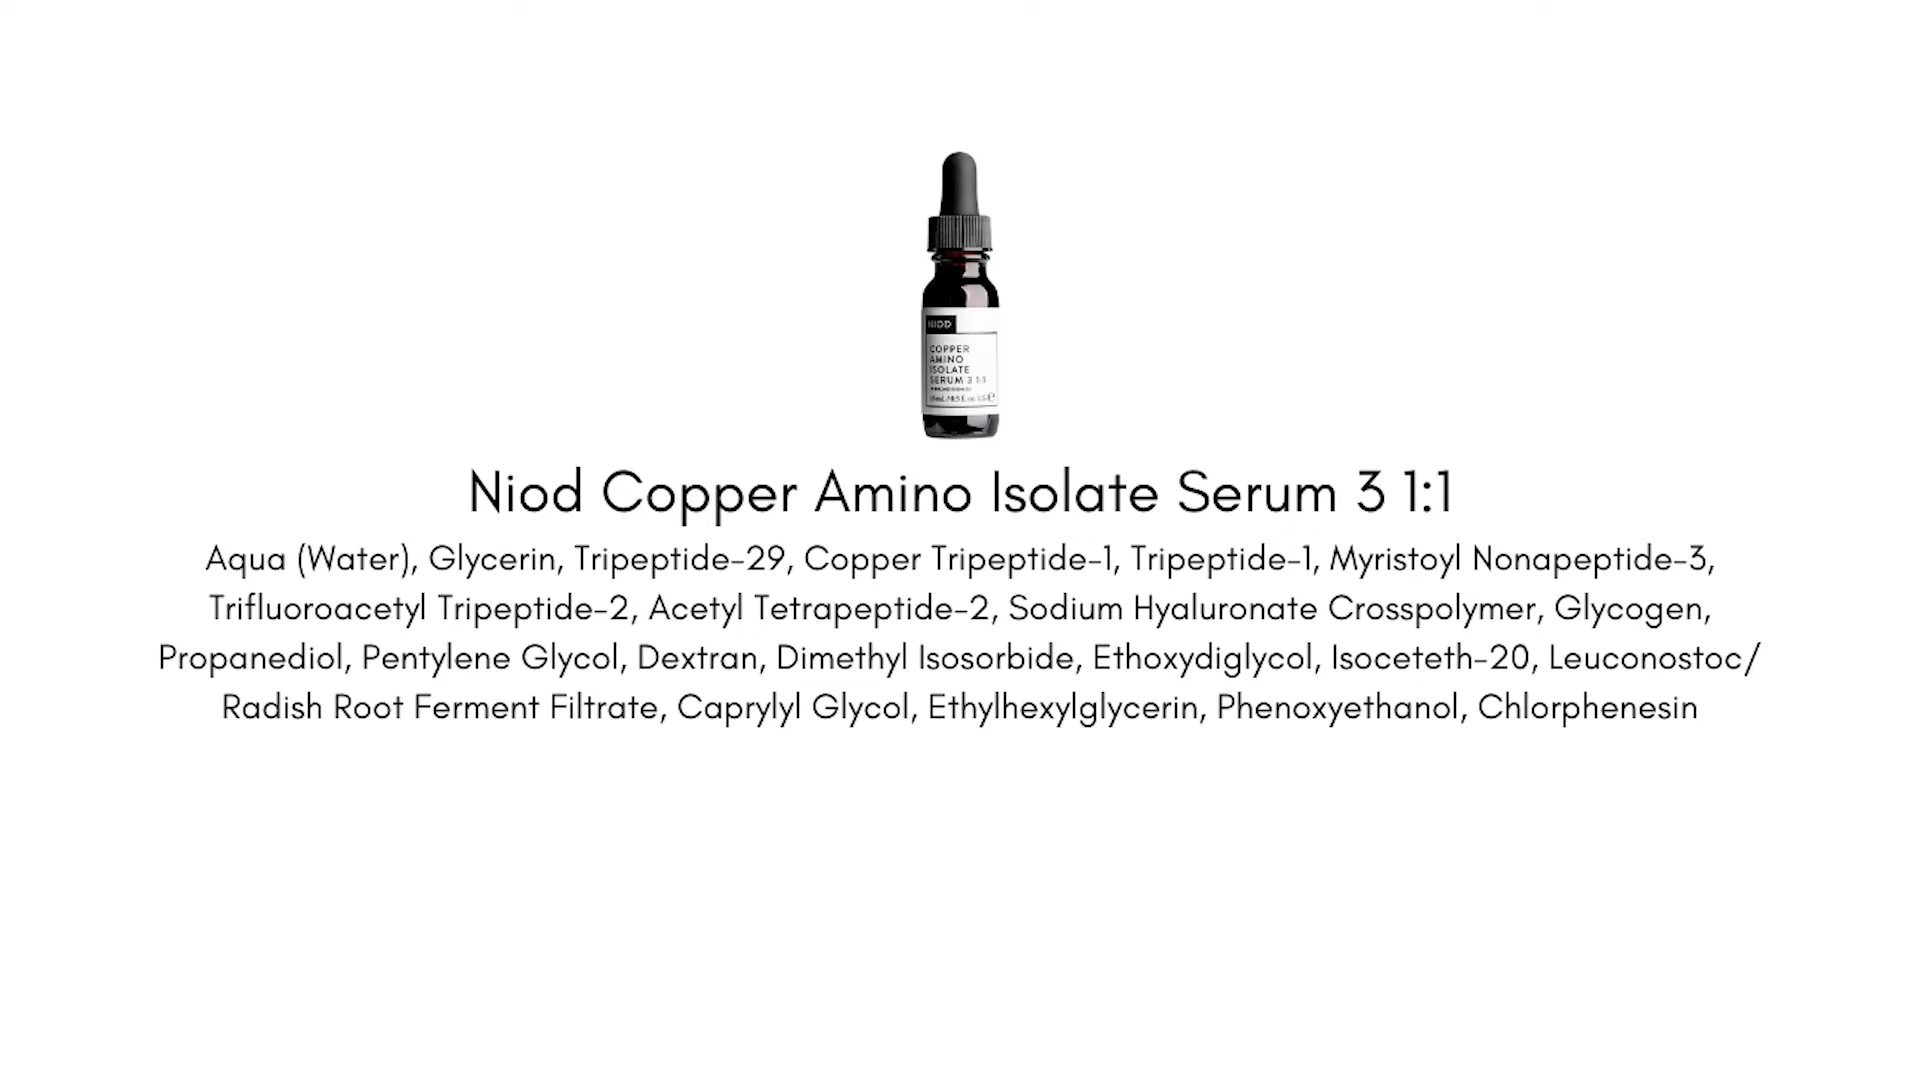 NIOD
COPPER
AMINO
ISOLATE
SERUM 3 1:1
Niod Copper Amino Isolate Serum 3 1:1
Aqua (Water), Glycerin, Tripeptide-29, Copper Tripeptide-1, Tripeptide-1, Myristoyl Nonapeptide-3,
Trifluoroacetyl Tripeptide-2, Acetyl Tetrapeptide-2, Sodium Hyaluronate Crosspolymer, Glycogen,
Propanediol, Pentylene Glycol, Dextran, Dimethyl Isosorbide, Ethoxydiglycol, Isoceteth-20, Leuconostoc/
Radish Root Ferment Filtrate, Caprylyl Glycol, Ethylhexylglycerin, Phenoxyethanol, Chlorphenesin